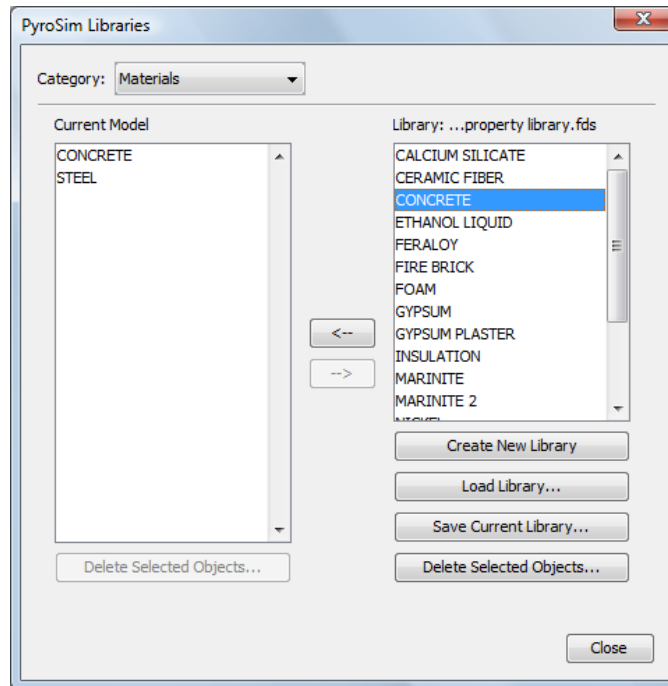 PyroSim Libraries
Category: Materials
Current Model
CONCRETE
STEEL
Delete Selected Objects...
<--
-->
Library: ...property library.fds
CALCIUM SILICATE
CERAMIC FIBER
CONCRETE
ETHANOL LIQUID
FERALOY
FIRE BRICK
FOAM
GYPSUM
GYPSUM PLASTER
INSULATION
MARINITE
MARINITE 2
Create New Library
Load Library...
Save Current Library...
Delete Selected Objects...
Close